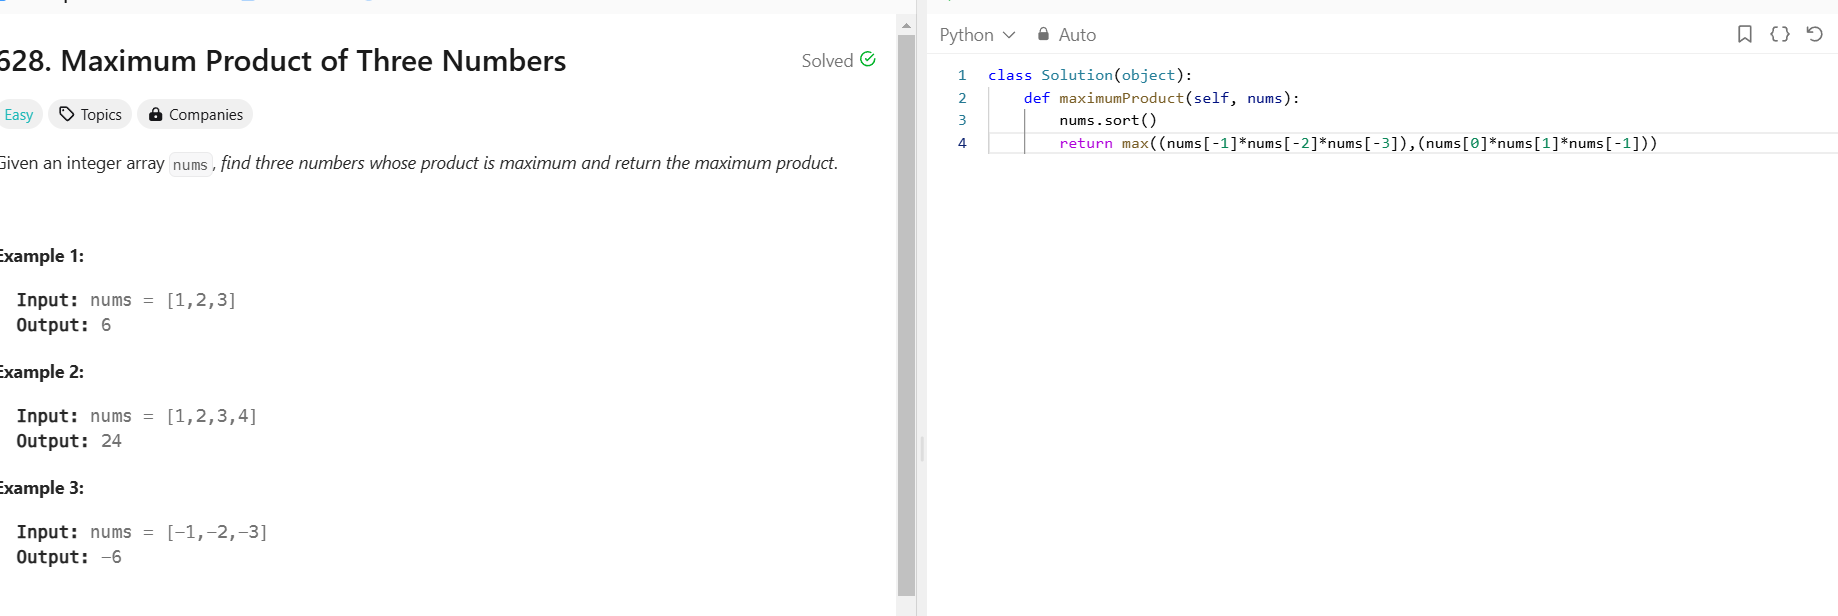 628. Maximum Product of Three Numbers
Solved
Easy
Topics
Companies
Given an integer array nums, find three numbers whose product is maximum and return the maximum product.
Example 1:
Input: nums = [1,2,3]
Output: 6
Example 2:
Input: nums = [1,2,3,4]
Output: 24
Example 3:
Input: nums = [-1,-2,-3]
Output: -6
Python
Auto
1 class Solution(object):
2 def maximumProduct(self, nums):
3 nums.sort()
4 return max((nums[-1]*nums[-2]*nums[-3]),(nums[0]*nums[1]*nums[-1]))